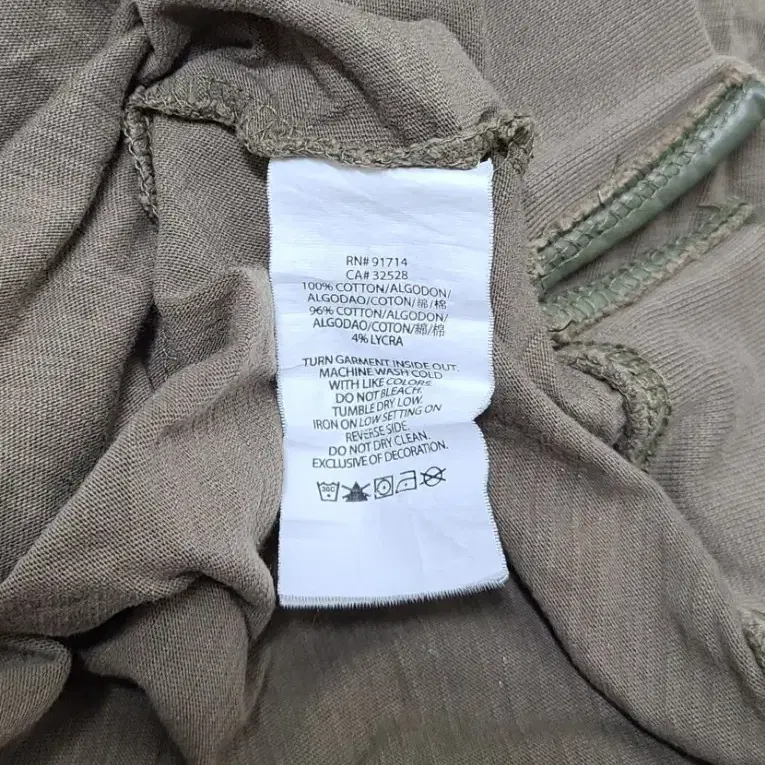 RN# 91714
CA# 32528
100% COTTON/ALGODON/
ALGODAO/COTON/綿/棉
96% COTTON/ALGODON/
ALGODAO/COTON/綿/棉
4% LYCRA
TURN GARMENT INSIDE OUT.
MACHINE WASH COLD
WITH LIKE COLORS.
DO NOT BLEACH.
TUMBLE DRY LOW.
IRON ON LOW SETTING ON
REVERSE SIDE.
DO NOT DRY CLEAN.
EXCLUSIVE OF DECORATION.
30C